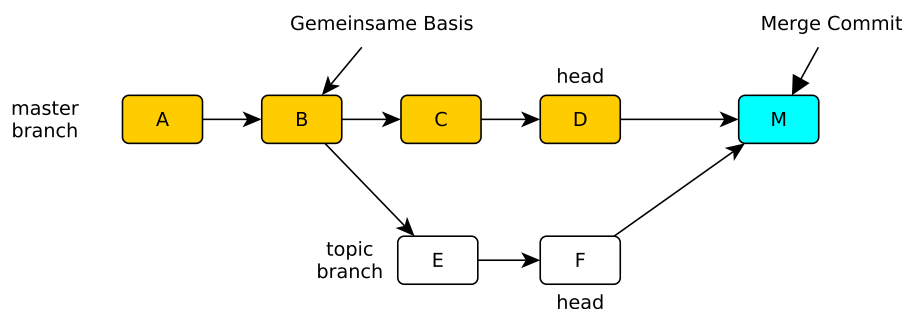 Gemeinsame Basis
Merge Commit
head
master
branch
A
B
C
D
M
topic
branch
E
F
head